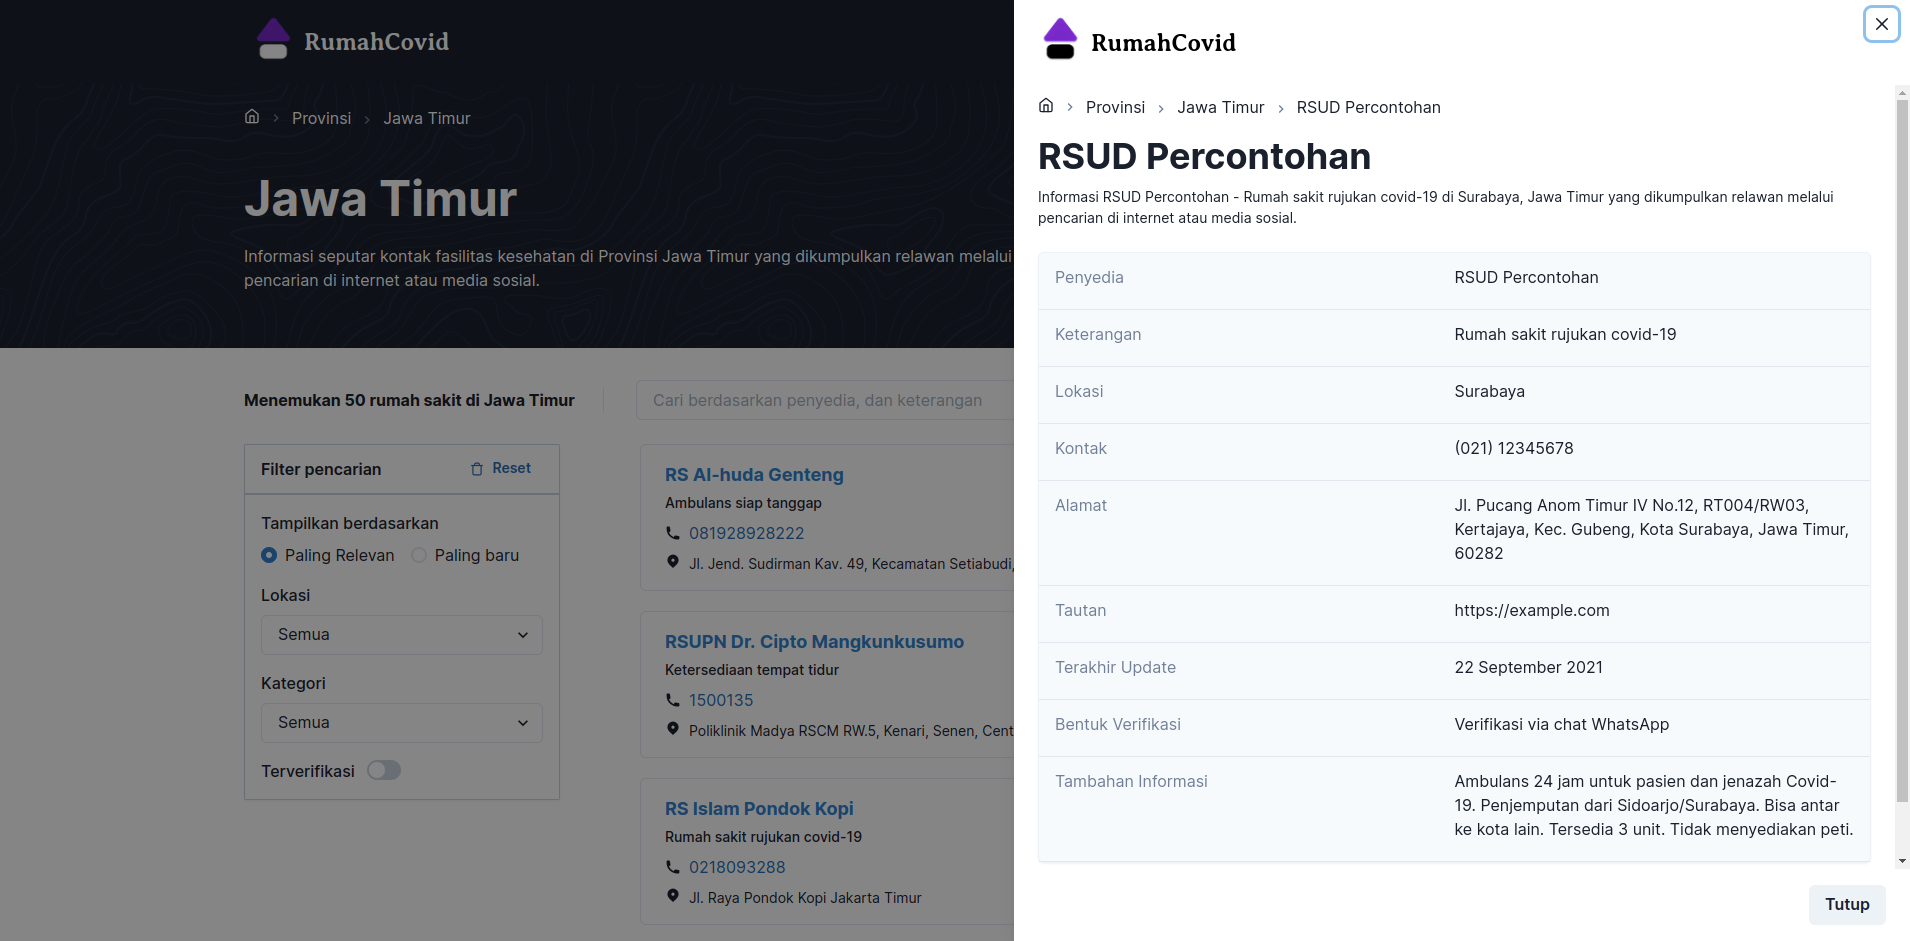 RumahCovid
Provinsi
Jawa Timur
Jawa Timur
Informasi seputar kontak fasilitas kesehatan di Provinsi Jawa Timur yang dikumpulkan relawan melalui
pencarian di internet atau media sosial.
Menemukan 50 rumah sakit di Jawa Timur
Cari berdasarkan penyedia, dan keterangan
Filter pencarian
Reset
Tampilkan berdasarkan
Paling Relevan
Paling baru
Lokasi
Semua
Kategori
Semua
Terverifikasi
RS Al-huda Genteng
Ambulans siap tanggap
081928928222
Jl. Jend. Sudirman Kav. 49, Kecamatan Setiabudi,
RSUPN Dr. Cipto Mangkunkusumo
Ketersediaan tempat tidur
1500135
Poliklinik Madya RSCM RW.5, Kenari, Senen, Cent
RS Islam Pondok Kopi
Rumah sakit rujukan covid-19
0218093288
Jl. Raya Pondok Kopi Jakarta Timur
RumahCovid
Provinsi
Jawa Timur
RSUD Percontohan
RSUD Percontohan
Informasi RSUD Percontohan - Rumah sakit rujukan covid-19 di Surabaya, Jawa Timur yang dikumpulkan relawan melalui
pencarian di internet atau media sosial.
Penyedia
RSUD Percontohan
Keterangan
Rumah sakit rujukan covid-19
Lokasi
Surabaya
Kontak
(021) 12345678
Alamat
Jl. Pucang Anom Timur IV No.12, RT004/RW03,
Kertajaya, Kec. Gubeng, Kota Surabaya, Jawa Timur,
60282
Tautan
https://example.com
Terakhir Update
22 September 2021
Bentuk Verifikasi
Verifikasi via chat WhatsApp
Tambahan Informasi
Ambulans 24 jam untuk pasien dan jenazah Covid-
19. Penjemputan dari Sidoarjo/Surabaya. Bisa antar
ke kota lain. Tersedia 3 unit. Tidak menyediakan peti.
Tutup